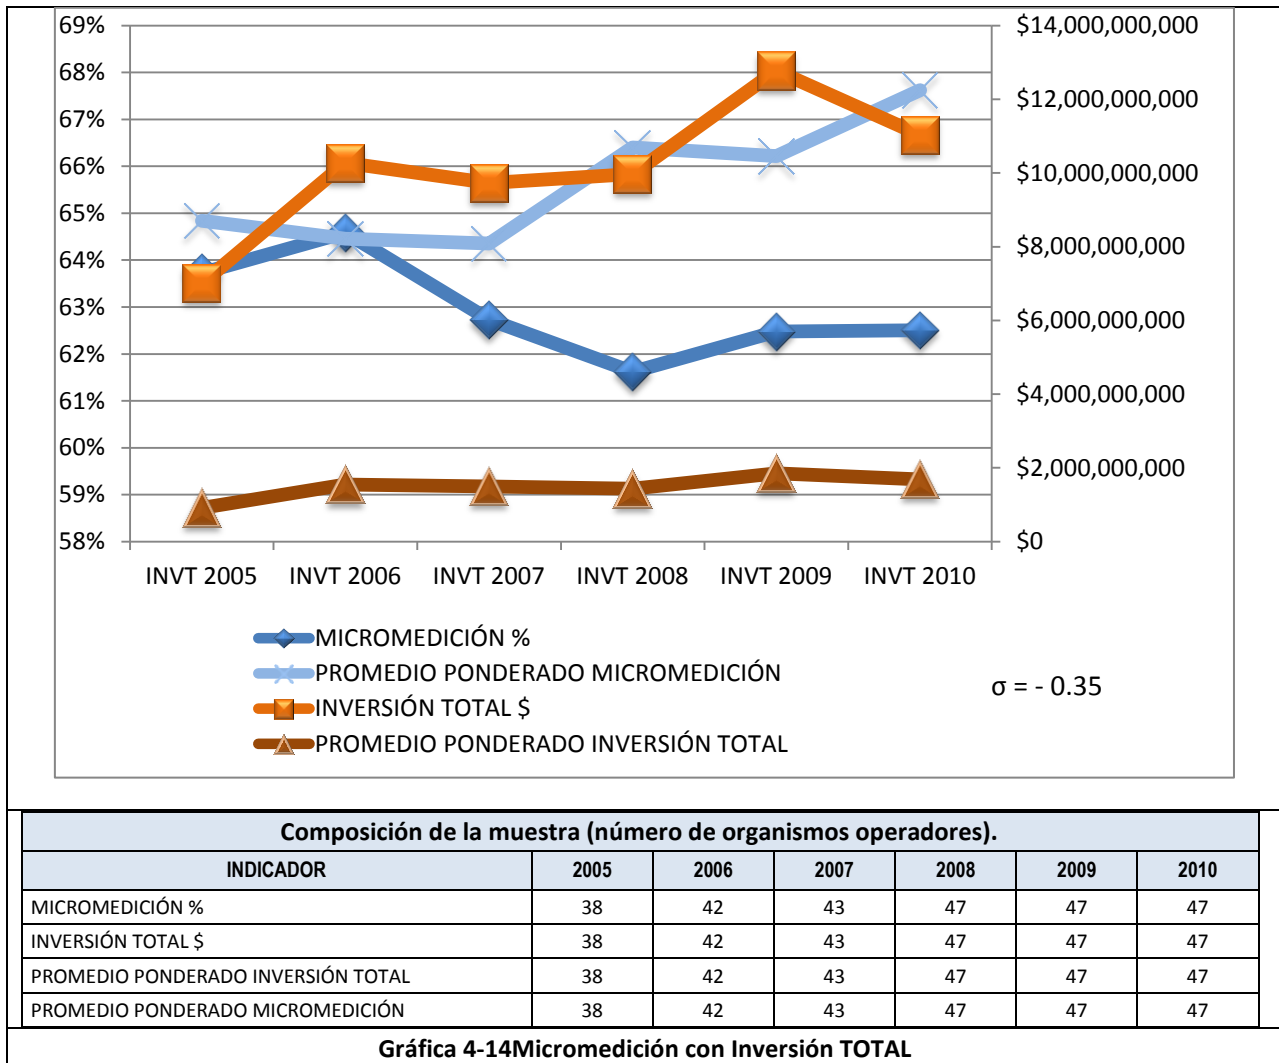 69%
68%
67%
66%
65%
64%
63%
62%
61%
60%
59%
58%
$14,000,000,000
$12,000,000,000
$10,000,000,000
$8,000,000,000
$6,000,000,000
$4,000,000,000
$2,000,000,000
$0
INVT 2005 INVT 2006 INVT 2007 INVT 2008 INVT 2009 INVT 2010
MICROMEDICIÓN %
PROMEDIO PONDERADO MICROMEDICIÓN
INVERSIÓN TOTAL $
PROMEDIO PONDERADO INVERSIÓN TOTAL
σ = - 0.35
Composición de la muestra (número de organismos operadores).
INDICADOR 2005 2006 2007 2008 2009 2010
MICROMEDICIÓN % 38 42 43 47 47 47
INVERSIÓN TOTAL $ 38 42 43 47 47 47
PROMEDIO PONDERADO INVERSIÓN TOTAL 38 42 43 47 47 47
PROMEDIO PONDERADO MICROMEDICIÓN 38 42 43 47 47 47
Gráfica 4-14Micromedición con Inversión TOTAL